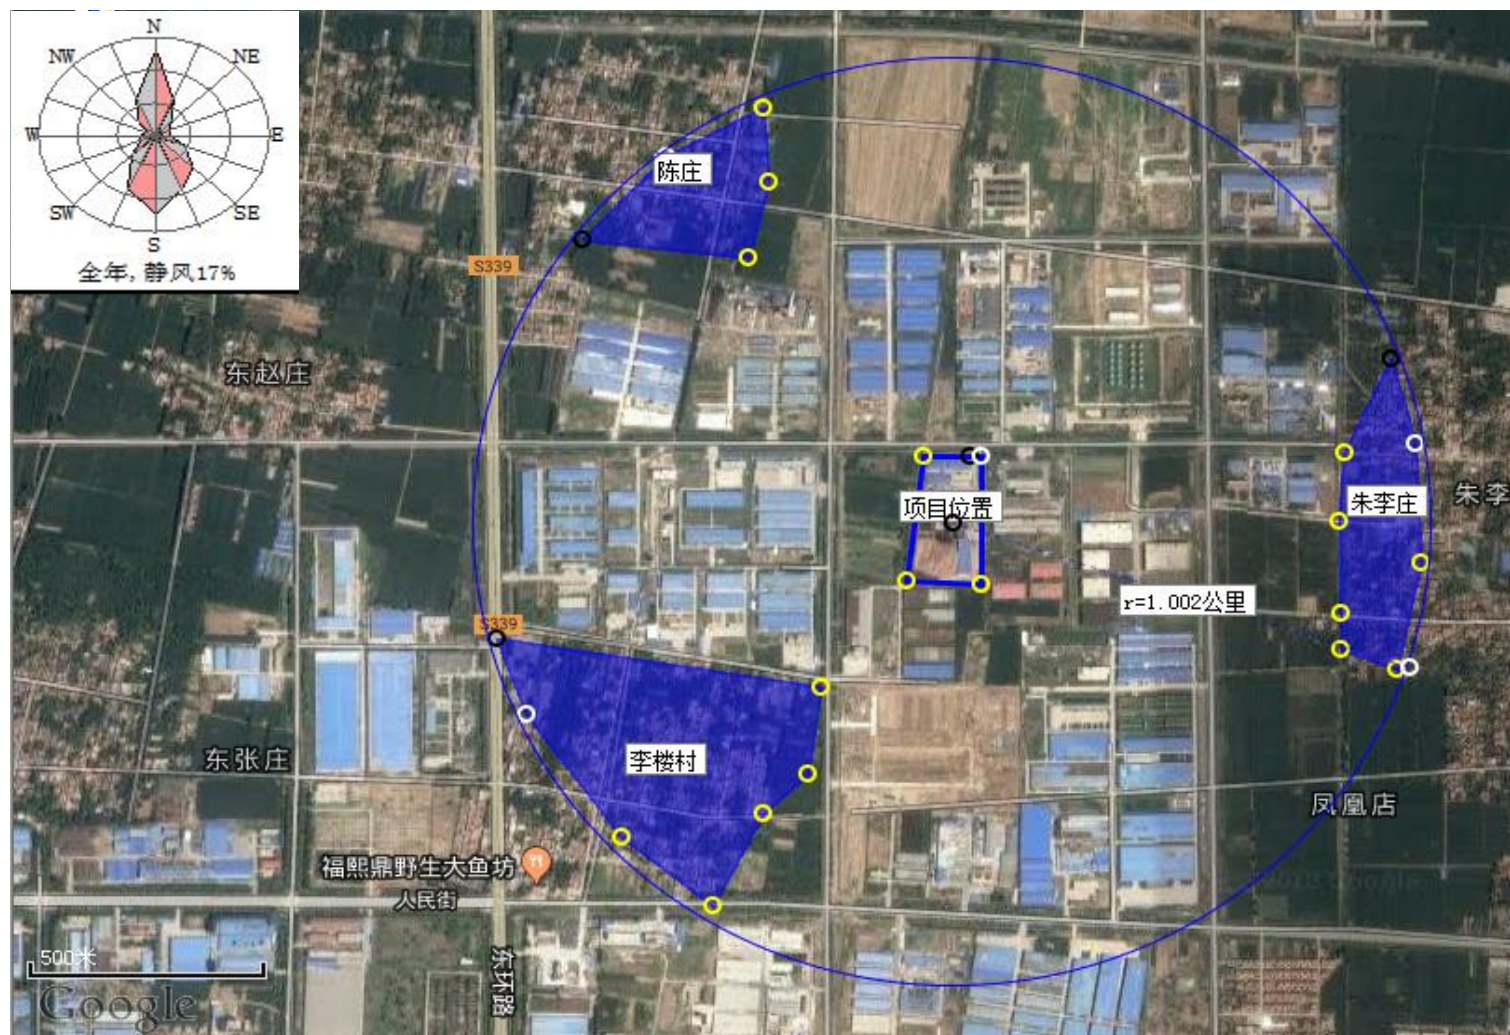 N
NW
NE
W
E
SW
SE
S
全年,静风17%
陈庄
S339
东赵庄
项目位置
朱李庄
朱李
r=1.002公里
S339
东张庄
李楼村
凤凰店
福熙鼎野生大鱼坊
人民街
东环路
500米
Google